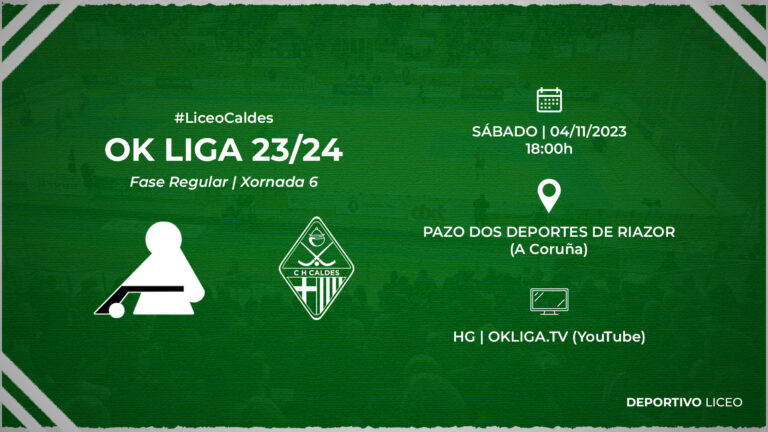 #LiceoCaldes
OK LIGA 23/24
Fase Regular | Xornada 6
C H CALDES
SÁBADO | 04/11/2023
18:00h
PAZO DOS DEPORTES DE RIAZOR
(A Coruña)
HG | OKLIGA.TV (YouTube)
DEPORTIVO LICEO